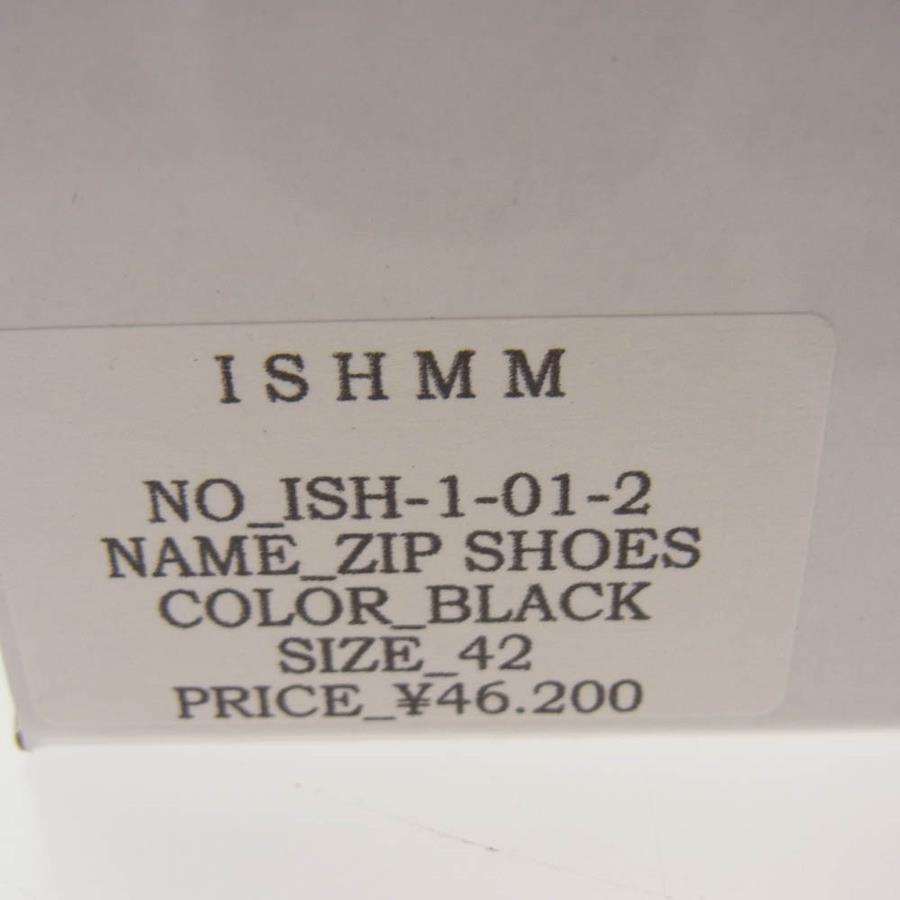 ISHMM
NO_ISH-1-01-2
NAME_ZIP SHOES
COLOR_BLACK
SIZE_42
PRICE_¥46.200